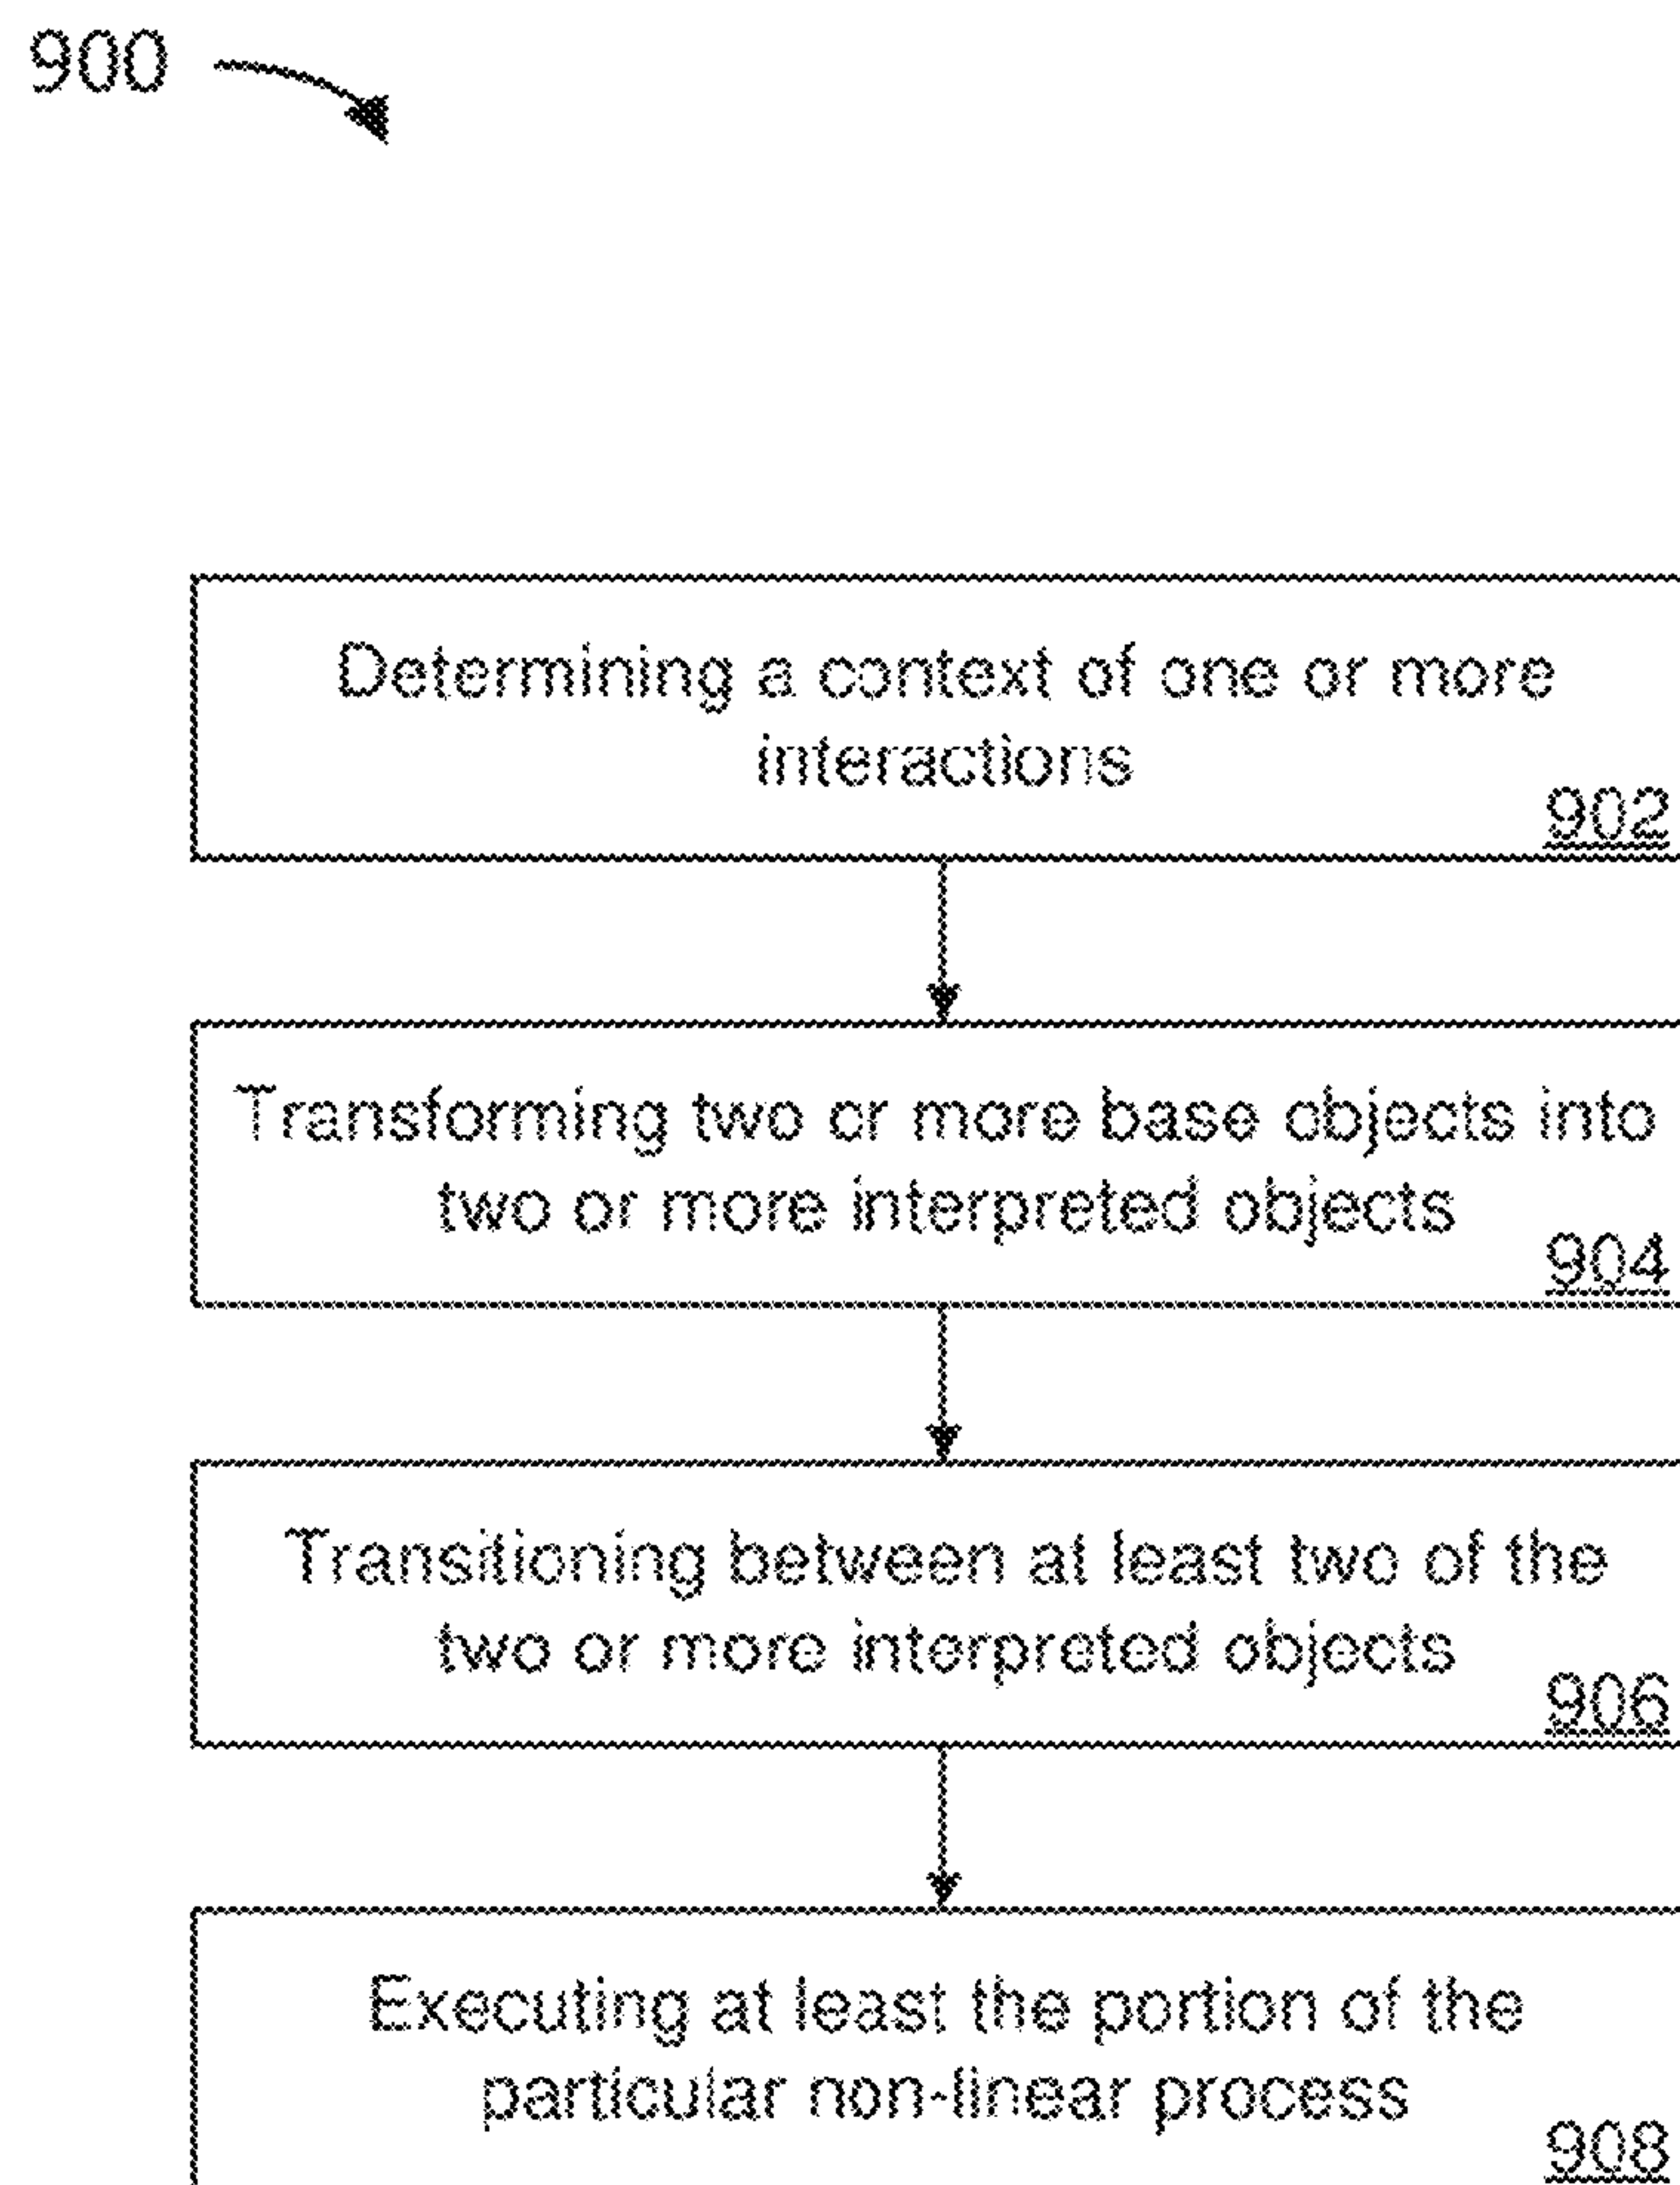 900
Determining a context of one or more
interactions
902
Transforming two or more base objects into
two or more interpreted objects
904
Transitioning between at least two of the
two or more interpreted objects
906
Executing at least the portion of the
particular non-linear process
908